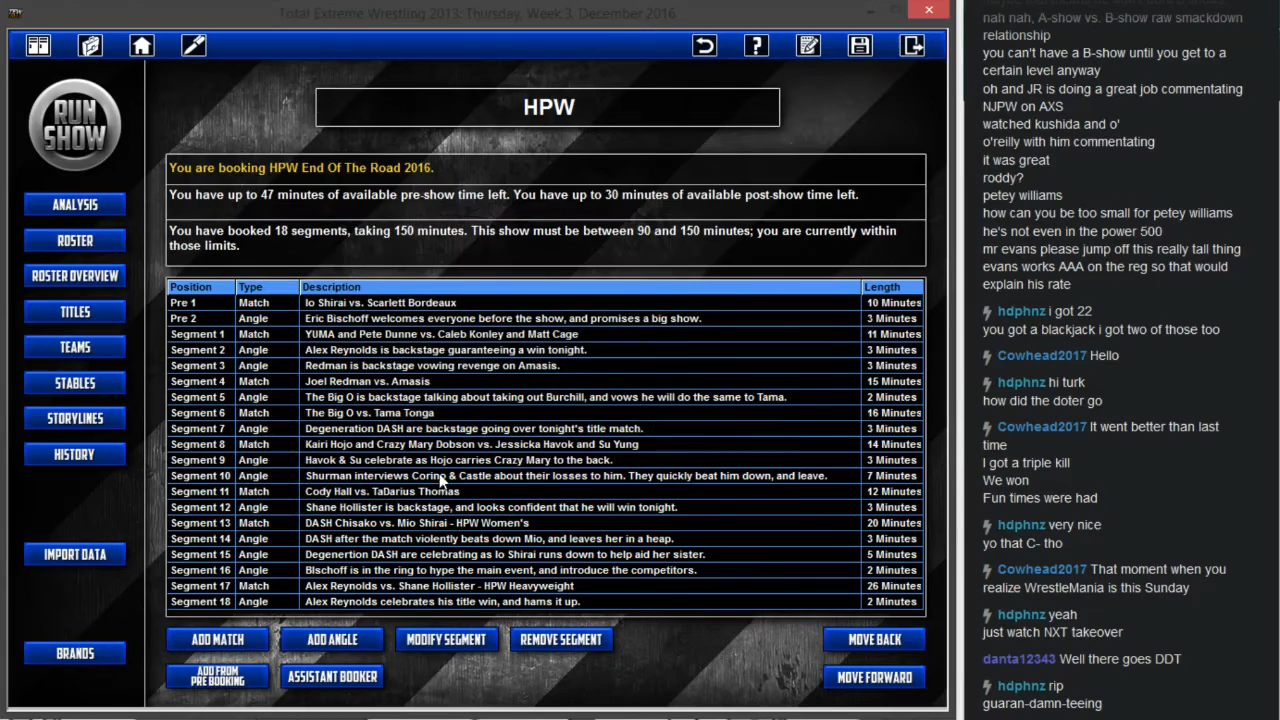 Total Extreme Wrestling 2013: Thursday, Week 3, December 2016
RUN
SHOW
HPW
You are booking HPW End Of The Road 2016.
You have up to 47 minutes of available pre-show time left. You have up to 30 minutes of available post-show time left.
You have booked 18 segments, taking 150 minutes. This show must be between 90 and 150 minutes; you are currently within
those limits.
ANALYSIS
ROSTER
ROSTER OVERVIEW
TITLES
TEAMS
STABLES
STORYLINES
HISTORY
IMPORT DATA
BRANDS
Position Type Description Length
Pre 1 Match Io Shirai vs. Scarlett Bordeaux 10 Minutes
Pre 2 Angle Eric Bischoff welcomes everyone before the show, and promises a big show. 3 Minutes
Segment 1 Match YUMA and Pete Dunne vs. Caleb Konley and Matt Cage 11 Minutes
Segment 2 Angle Alex Reynolds is backstage guaranteeing a win tonight. 3 Minutes
Segment 3 Angle Redman is backstage vowing revenge on Amasis. 3 Minutes
Segment 4 Match Joel Redman vs. Amasis 15 Minutes
Segment 5 Angle The Big O is backstage talking about taking out Burchill, and vows he will do the same to Tama. 2 Minutes
Segment 6 Match The Big O vs. Tama Tonga 16 Minutes
Segment 7 Angle Degeneration DASH are backstage going over tonight's title match. 3 Minutes
Segment 8 Match Kairi Hojo and Crazy Mary Dobson vs. Jessicka Havok and Su Yung 14 Minutes
Segment 9 Angle Havok & Su celebrate as Hojo carries Crazy Mary to the back. 3 Minutes
Segment 10 Angle Shurman interviews Corino & Castle about their losses to him. They quickly beat him down, and leave. 7 Minutes
Segment 11 Match Cody Hall vs. TaDarius Thomas 12 Minutes
Segment 12 Angle Shane Hollister is backstage, and looks confident that he will win tonight. 3 Minutes
Segment 13 Match DASH Chisako vs. Mio Shirai - HPW Women's 20 Minutes
Segment 14 Angle DASH after the match violently beats down Mio, and leaves her in a heap. 3 Minutes
Segment 15 Angle Degenertion DASH are celebrating as Io Shirai runs down to help aid her sister. 5 Minutes
Segment 16 Angle BIschoff is in the ring to hype the main event, and introduce the competitors. 2 Minutes
Segment 17 Match Alex Reynolds vs. Shane Hollister - HPW Heavyweight 26 Minutes
Segment 18 Angle Alex Reynolds celebrates his title win, and hams it up. 2 Minutes
ADD MATCH ADD ANGLE MODIFY SEGMENT REMOVE SEGMENT MOVE BACK
ADD FROM
PRE BOOKING
ASSISTANT BOOKER MOVE FORWARD
nah nah, A-show vs. B-show raw smackdown
relationship
you can't have a B-show until you get to a
certain level anyway
oh and JR is doing a great job commentating
NJPW on AXS
watched kushida and o'
o'reilly with him commentating
it was great
roddy?
petey williams
how can you be too small for petey williams
he's not even in the power 500
mr evans please jump off this really tall thing
evans works AAA on the reg so that would
explain his rate
hdphnz i got 22
you got a blackjack i got two of those too
Cowhead2017 Hello
hdphnz hi turk
how did the doter go
Cowhead2017 It went better than last
time
I got a triple kill
We won
Fun times were had
hdphnz very nice
yo that C- tho
Cowhead2017 That moment when you
realize WrestleMania is this Sunday
hdphnz yeah
just watch NXT takeover
danta12343 Well there goes DDT
hdphnz rip
guaran-damn-teeing